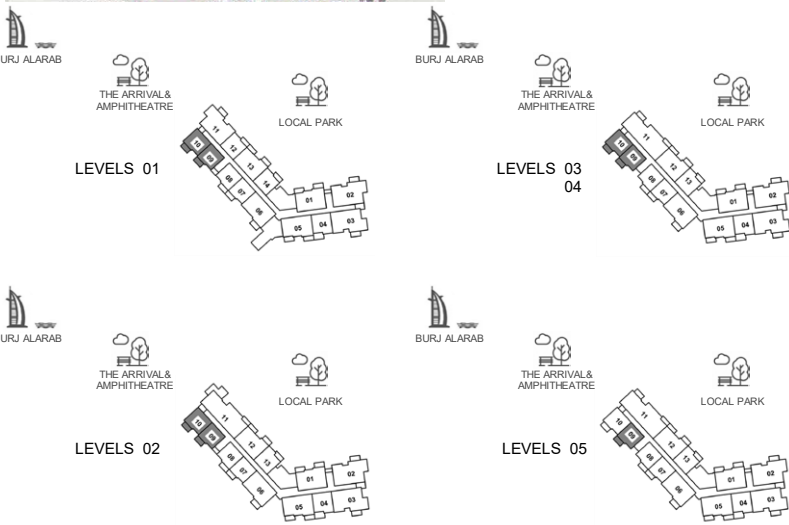 URJ ALARAB
THE ARRIVAL&
AMPHITHEATRE
LOCAL PARK
LEVELS 01
11
10
12
09
13
08
14
07
06
01
02
05
04
03
BURJ ALARAB
THE ARRIVAL&
AMPHITHEATRE
LOCAL PARK
LEVELS 03
04
11
10
09
12
08
13
07
06
01
02
05
04
03
URJ ALARAB
THE ARRIVAL&
AMPHITHEATRE
LOCAL PARK
LEVELS 02
11
10
09
12
08
13
07
06
01
02
05
04
03
BURJ ALARAB
THE ARRIVAL&
AMPHITHEATRE
LOCAL PARK
LEVELS 05
11
10
09
12
08
13
07
06
01
02
05
04
03